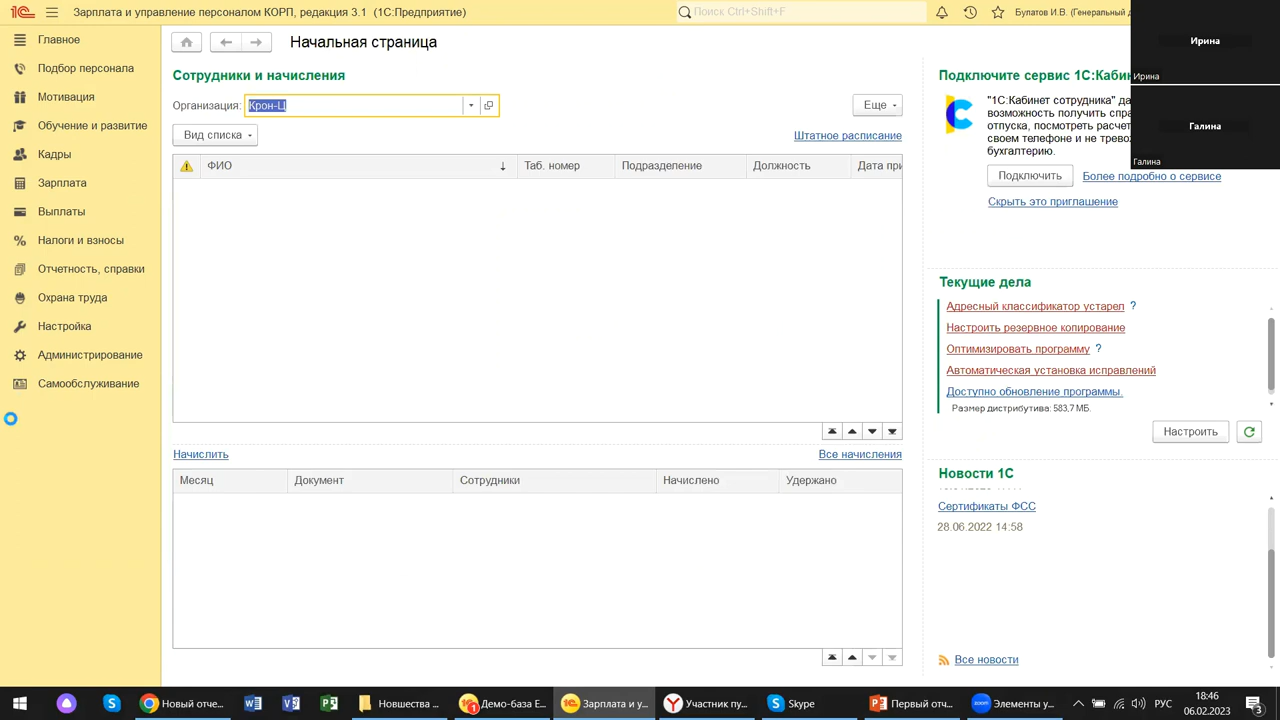 Зарплата и управление персоналом КОРП, редакция 3.1 (1С:Предприятие)
Поиск Ctrl+Shift+F
Булатов И.В. (Генеральный д
Ирина
Ирина
Галина
Галина
Главное
Подбор персонала
Мотивация
Обучение и развитие
Кадры
Зарплата
Выплаты
Налоги и взносы
Отчетность, справки
Охрана труда
Настройка
Администрирование
Самообслуживание
Начальная страница
Сотрудники и начисления
Организация: Крон-Ц
Еще
Вид списка
Штатное расписание
ФИО Таб. номер Подразделение Должность Дата при
Начислить
Все начисления
Месяц Документ Сотрудники Начислено Удержано
Подключите сервис 1С:Каби
"1С:Кабинет сотрудника" да
возможность получить спра
отпуска, посмотреть расчет
своем телефоне и не тревож
бухгалтерию.
Подключить
Более подробно о сервисе
Скрыть это приглашение
Текущие дела
Адресный классификатор устарел ?
Настроить резервное копирование
Оптимизировать программу ?
Автоматическая установка исправлений
Доступно обновление программы.
Размер дистрибутива: 583,7 МБ.
Настроить
Новости 1С
Сертификаты ФСС
28.06.2022 14:58
Все новости
Новый отче...
Новшества ...
Демо-база Е...
Зарплата и у...
Участник пу...
Skype
Первый отч...
Элементы у...
РУС
18:46
06.02.2023
3